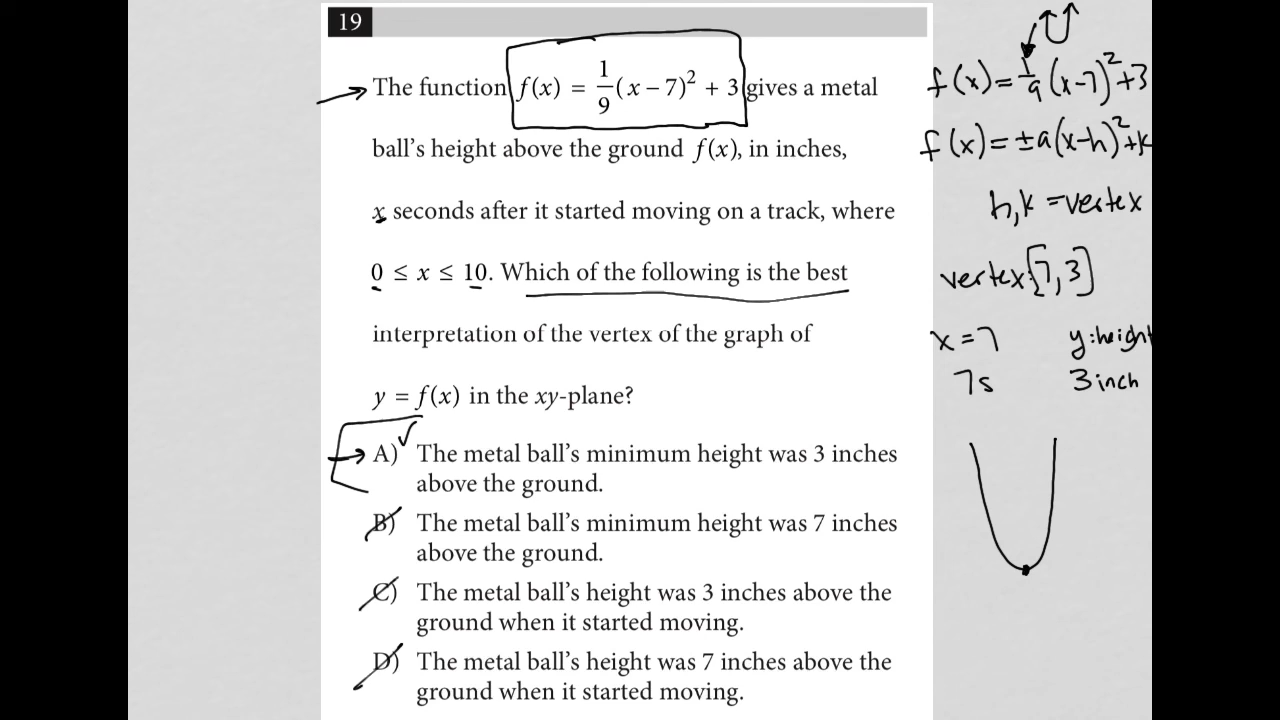 19
The function f(x) = 1/9(x − 7)² + 3 gives a metal
ball's height above the ground f(x), in inches,
x seconds after it started moving on a track, where
0 ≤ x ≤ 10. Which of the following is the best
interpretation of the vertex of the graph of
y = f(x) in the xy-plane?
A) The metal ball's minimum height was 3 inches
above the ground.
B) The metal ball's minimum height was 7 inches
above the ground.
C) The metal ball's height was 3 inches above the
ground when it started moving.
D) The metal ball's height was 7 inches above the
ground when it started moving.
f(x)=1/9(x-7)²+3
f(x)=±a(x-h)²+k
h,k =vertex
vertex:[7,3]
x=7 y:height
7s 3inch